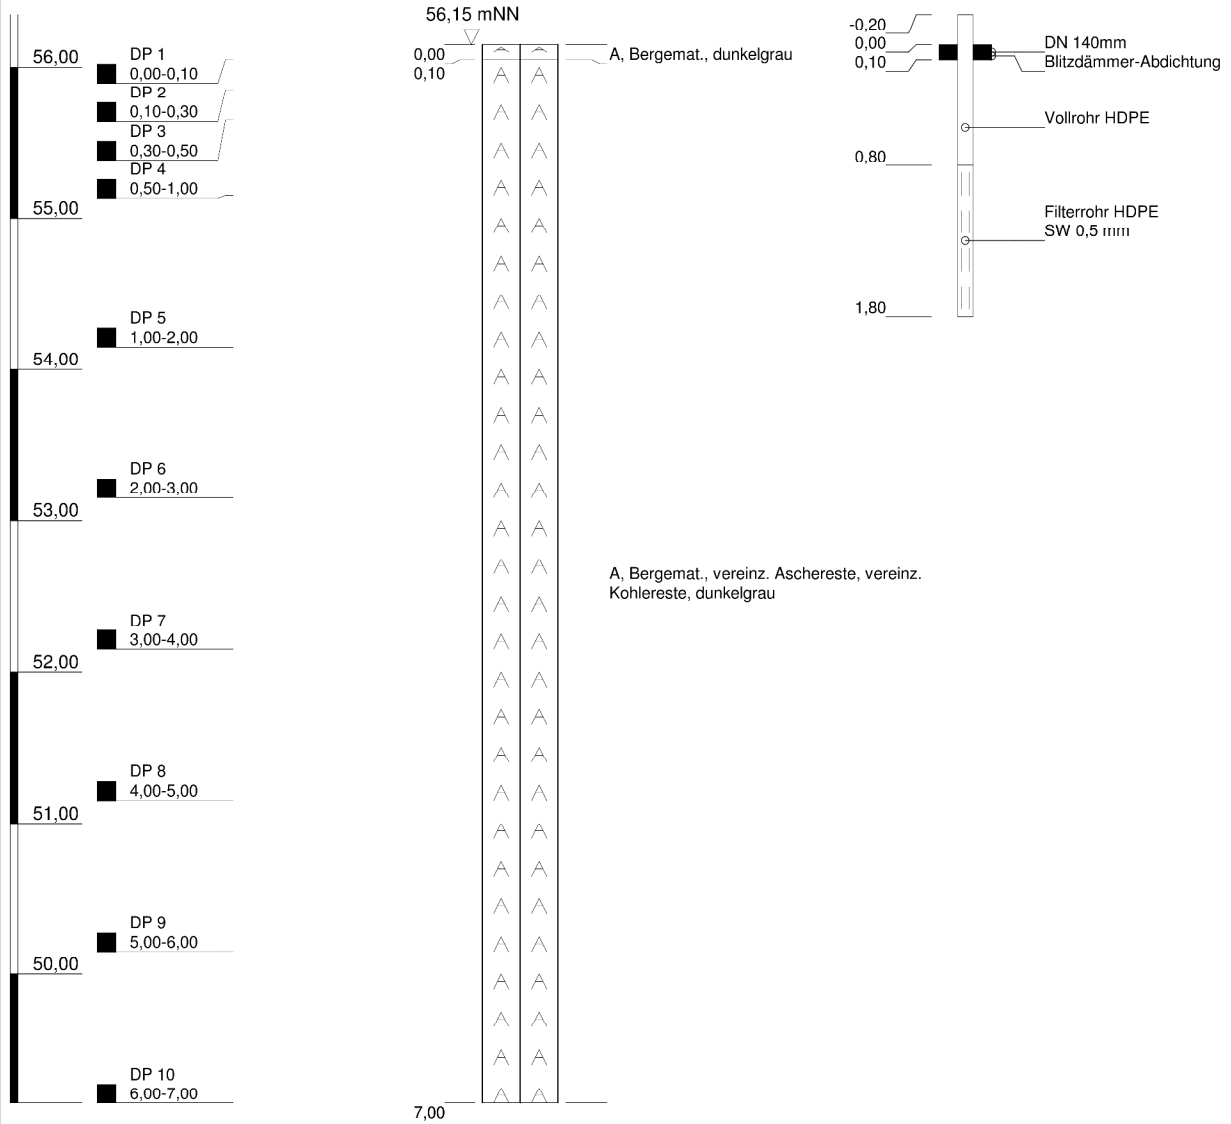 56,15 mNN
56,00
55,00
54,00
53,00
52,00
51,00
50,00
DP 1
0,00-0,10
DP 2
0,10-0,30
DP 3
0,30-0,50
DP 4
0,50-1,00
DP 5
1,00-2,00
DP 6
2,00-3,00
DP 7
3,00-4,00
DP 8
4,00-5,00
DP 9
5,00-6,00
DP 10
6,00-7,00
0,00
0,10
7,00
A, Bergemat., dunkelgrau
A, Bergemat., vereinz. Aschereste, vereinz.
Kohlereste, dunkelgrau
-0,20
0,00
0,10
0,80
1,80
DN 140mm
Blitzdämmer-Abdichtung
Vollrohr HDPE
Filterrohr HDPE
SW 0,5 mm